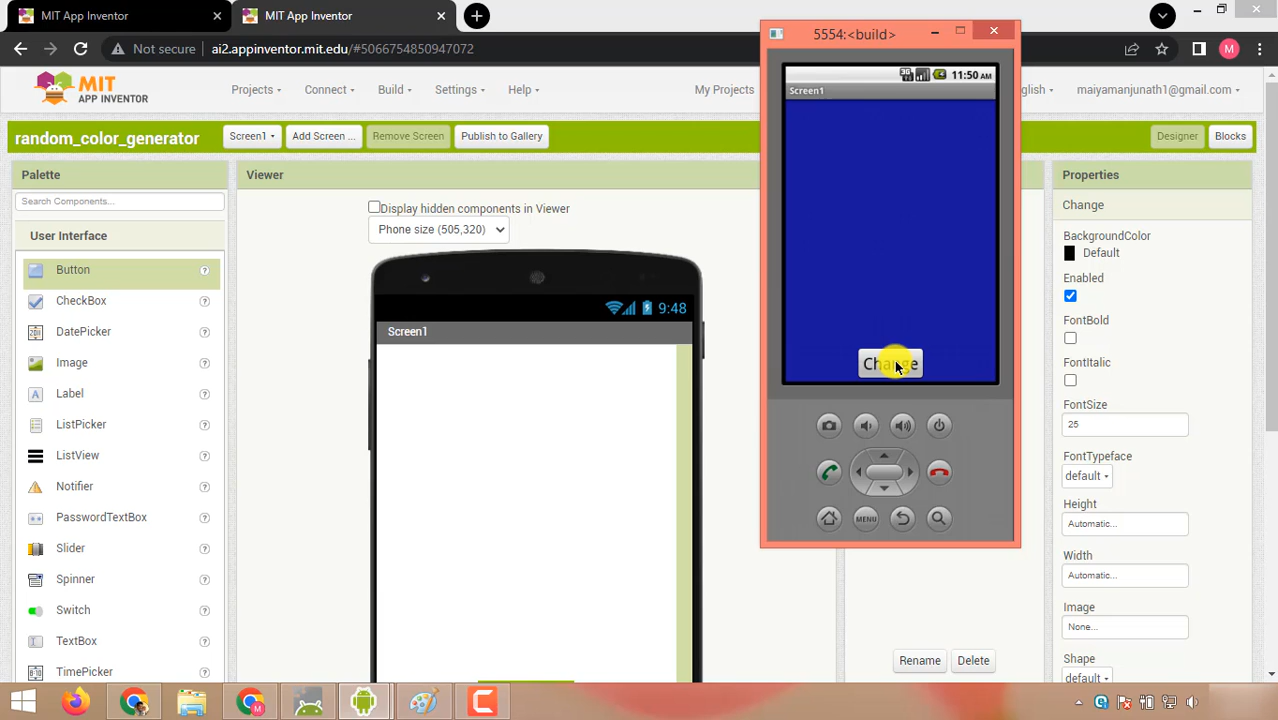 MIT App Inventor
MIT App Inventor
5554:<build>
Not secure
ai2.appinventor.mit.edu/#5066754850947072
M
11:50 AM
Screen1
MIT
APP INVENTOR
Projects
Connect
Build
Settings
Help
My Projects
nglish
maiyamanjunath1@gmail.com
random_color_generator
Screen1
Add Screen ...
Remove Screen
Publish to Gallery
Designer
Blocks
Palette
Viewer
Properties
Search Components...
Display hidden components in Viewer
Change
Phone size (505,320)
User Interface
BackgroundColor
Default
Button
Enabled
CheckBox
9:48
DatePicker
Screen1
FontBold
Image
Change
FontItalic
Label
FontSize
25
ListPicker
ListView
FontTypeface
default
Notifier
PasswordTextBox
MENU
Height
Automatic...
Slider
Width
Automatic...
Spinner
Switch
Image
None...
TextBox
Rename
Delete
Shape
default
TimePicker